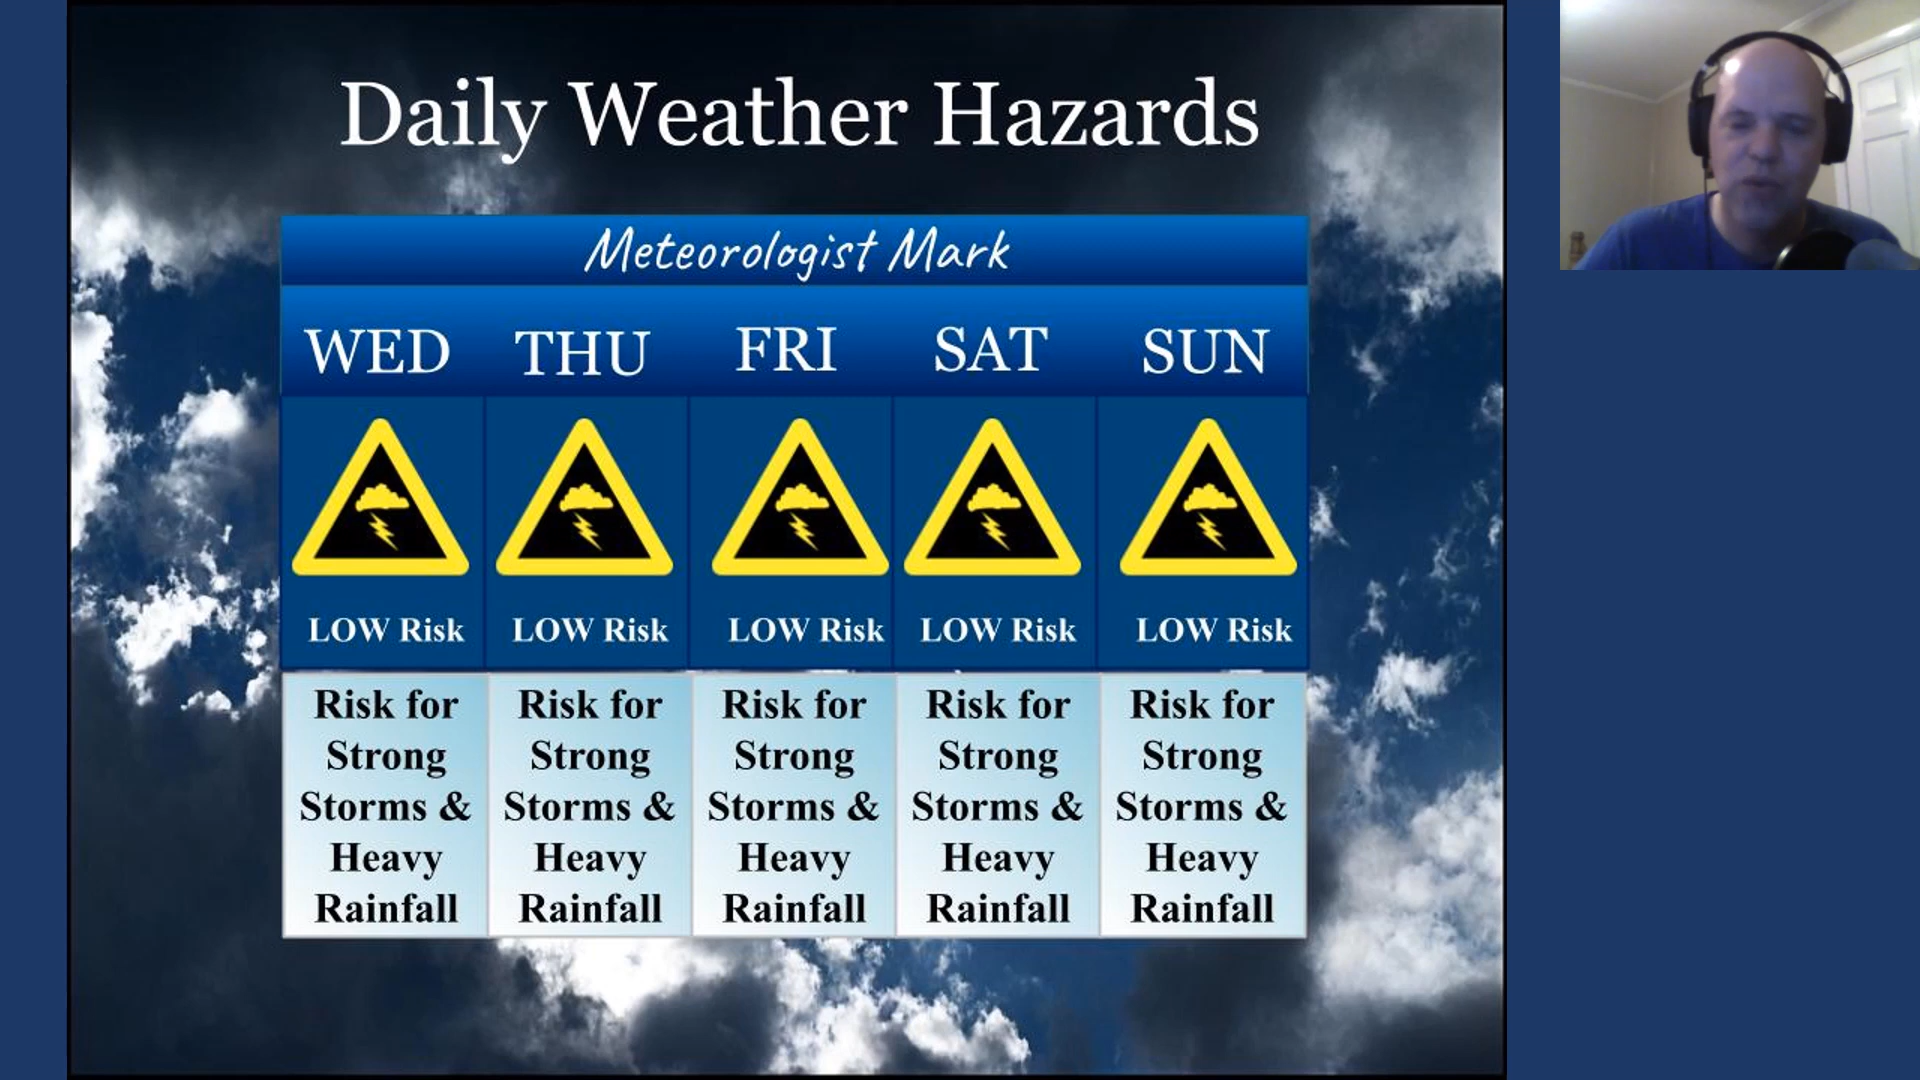 Daily Weather Hazards
Meteorologist Mark
WED THU FRI SAT SUN
LOW Risk LOW Risk LOW Risk LOW Risk LOW Risk
Risk for Risk for Risk for Risk for Risk for
Strong Strong Strong Strong Strong
Storms & Storms & Storms & Storms & Storms &
Heavy Heavy Heavy Heavy Heavy
Rainfall Rainfall Rainfall Rainfall Rainfall